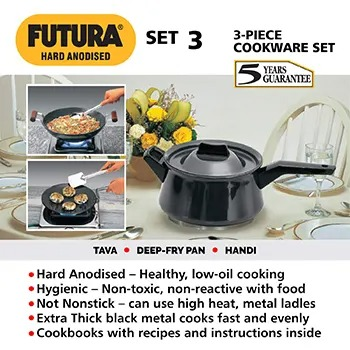 FUTURA®
HARD ANODISED
SET 3
3-PIECE
COOKWARE SET
5 YEARS
GUARANTEE
TAVA • DEEP-FRY PAN • HANDI
• Hard Anodised – Healthy, low-oil cooking
• Hygienic – Non-toxic, non-reactive with food
• Not Nonstick – can use high heat, metal ladles
• Extra Thick black metal cooks fast and evenly
• Cookbooks with recipes and instructions inside